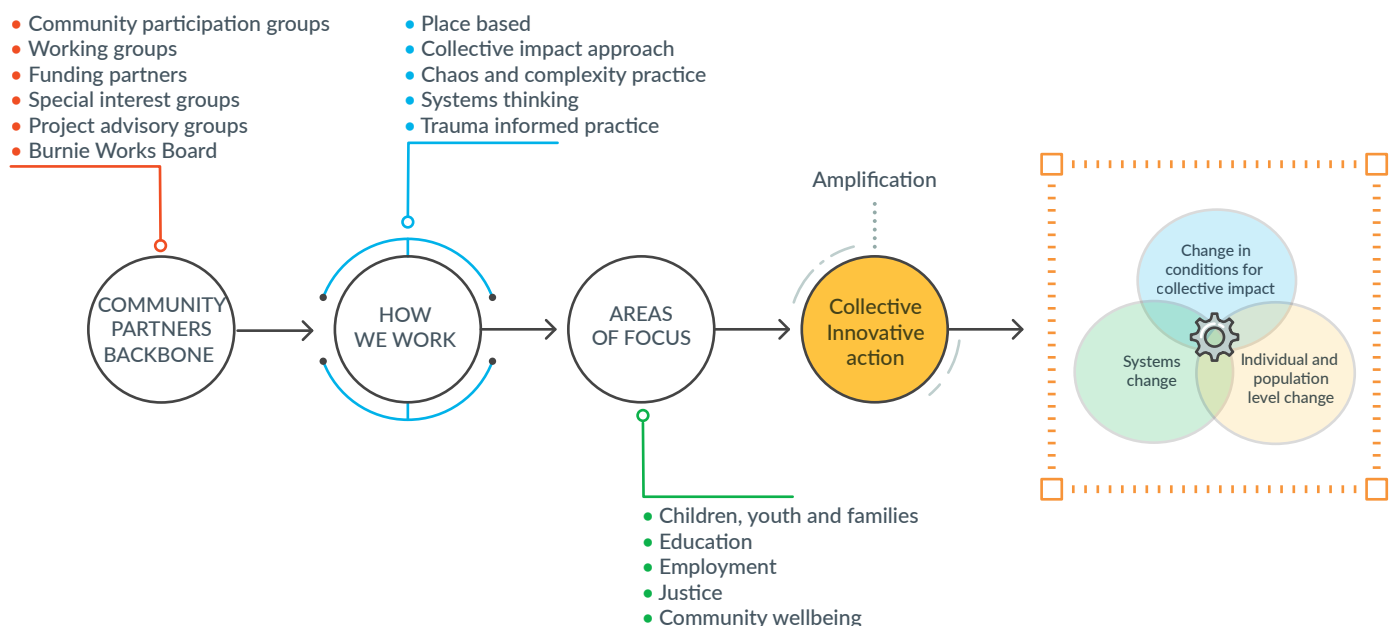 • Community participation groups
• Working groups
• Funding partners
• Special interest groups
• Project advisory groups
• Burnie Works Board
• Place based
• Collective impact approach
• Chaos and complexity practice
• Systems thinking
• Trauma informed practice
COMMUNITY
PARTNERS
BACKBONE
HOW
WE WORK
AREAS
OF FOCUS
• Children, youth and families
• Education
• Employment
• Justice
• Community wellbeing
Amplification
Collective
Innovative
action
Change in
conditions for
collective impact
Systems
change
Individual and
population
level change